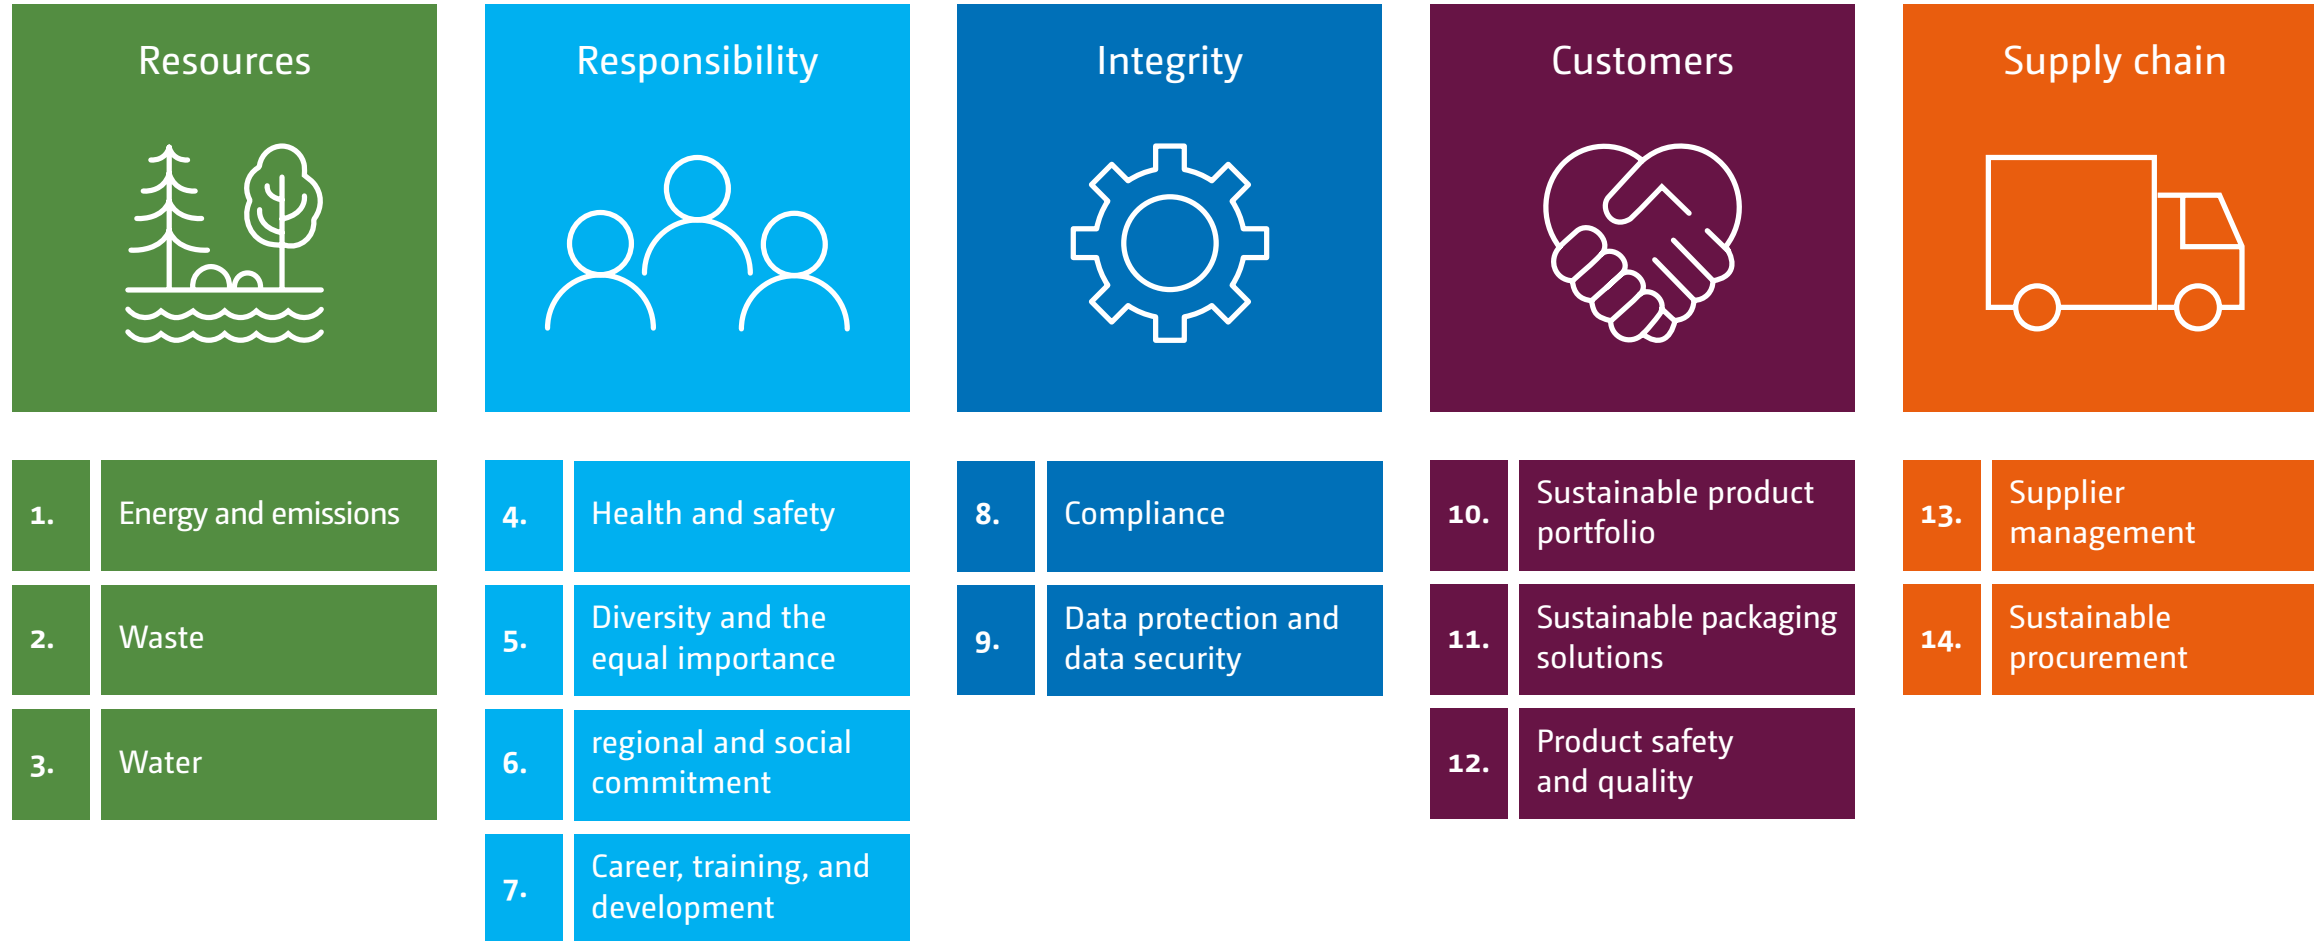 Resources
Responsibility
Integrity
Customers
Supply chain
1.
Energy and emissions
2.
Waste
3.
Water
4.
Health and safety
5.
Diversity and the
equal importance
6.
regional and social
commitment
7.
Career, training, and
development
8.
Compliance
9.
Data protection and
data security
10.
Sustainable product
portfolio
11.
Sustainable packaging
solutions
12.
Product safety
and quality
13.
Supplier
management
14.
Sustainable
procurement